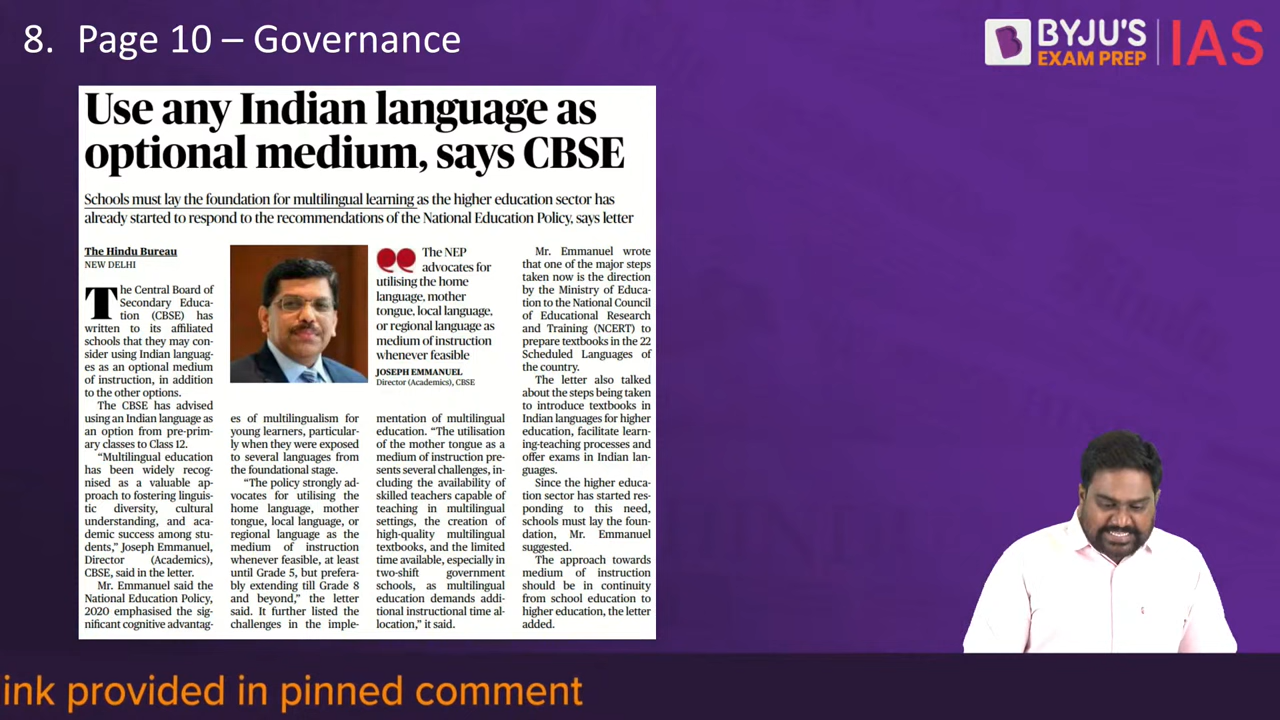 8. Page 10 – Governance
BYJU'S
EXAM PREP
IAS
Use any Indian language as
optional medium, says CBSE
Schools must lay the foundation for multilingual learning as the higher education sector has
already started to respond to the recommendations of the National Education Policy, says letter
The Hindu Bureau
NEW DELHI
The Central Board of
Secondary Educa-
tion (CBSE) has
written to its affiliated
schools that they may con-
sider using Indian languag-
es as an optional medium
of instruction, in addition
to the other options.
The CBSE has advised
using an Indian language as
an option from pre-prim-
ary classes to Class 12.
“Multilingual education
has been widely recog-
nised as a valuable ap-
proach to fostering linguis-
tic diversity, cultural
understanding, and aca-
demic success among stu-
dents,” Joseph Emmanuel,
Director (Academics),
CBSE, said in the letter.
Mr. Emmanuel said the
National Education Policy,
2020 emphasised the sig-
nificant cognitive advantag-
es of multilingualism for
young learners, particular-
ly when they were exposed
to several languages from
the foundational stage.
“The policy strongly ad-
vocates for utilising the
home language, mother
tongue, local language, or
regional language as the
medium of instruction
whenever feasible, at least
until Grade 5, but prefera-
bly extending till Grade 8
and beyond,” the letter
said. It further listed the
challenges in the imple-
The NEP
advocates for
utilising the home
language, mother
tongue, local language,
or regional language as
medium of instruction
whenever feasible
JOSEPH EMMANUEL
Director (Academics), CBSE
mentation of multilingual
education. “The utilisation
of the mother tongue as a
medium of instruction pre-
sents several challenges, in-
cluding the availability of
skilled teachers capable of
teaching in multilingual
settings, the creation of
high-quality multilingual
textbooks, and the limited
time available, especially in
two-shift government
schools, as multilingual
education demands addi-
tional instructional time al-
location,” it said.
Mr. Emmanuel wrote
that one of the major steps
taken now is the direction
by the Ministry of Educa-
tion to the National Council
of Educational Research
and Training (NCERT) to
prepare textbooks in the 22
Scheduled Languages of
the country.
The letter also talked
about the steps being taken
to introduce textbooks in
Indian languages for higher
education, facilitate learn-
ing-teaching processes and
offer exams in Indian lan-
guages.
Since the higher educa-
tion sector has started res-
ponding to this need,
schools must lay the foun-
dation, Mr. Emmanuel
suggested.
The approach towards
medium of instruction
should be in continuity
from school education to
higher education, the letter
added.
ink provided in pinned comment